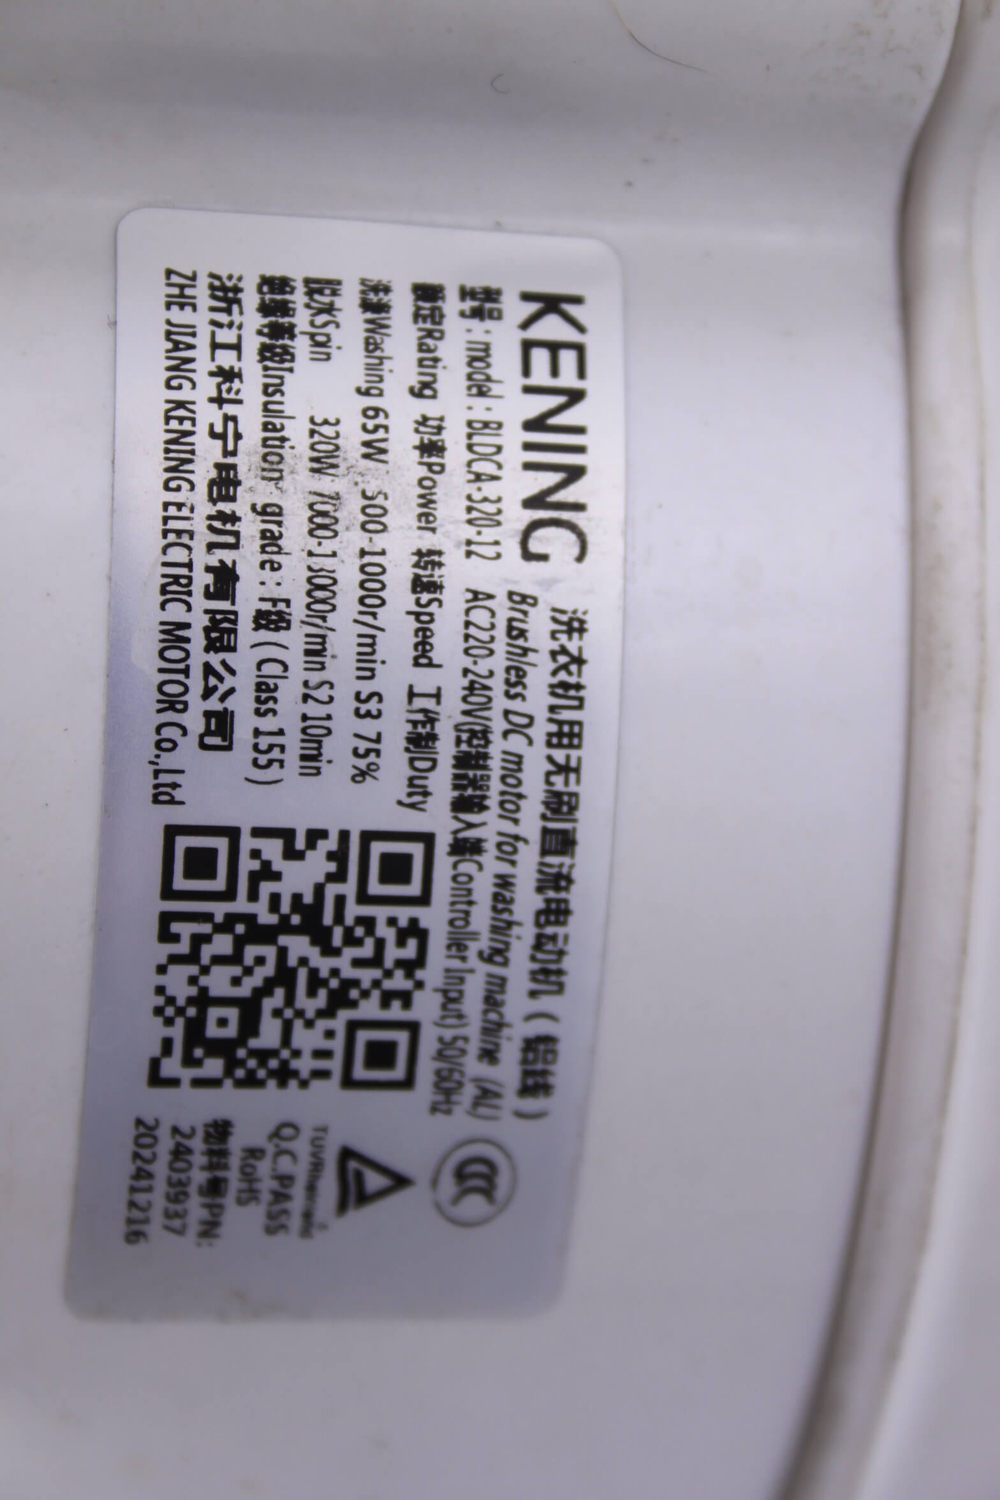 KENING
洗衣机用无刷直流电动机（铝线）
Brushless DC motor for washing machine (AL)
型号：model：BLDCA-320-12 AC220-240V(控制器输入端Controller Input) 50/60Hz
额定Rating 功率Power 转速Speed 工作制Duty
洗涤Washing 65W 500-1000r/min S3 75%
脱水Spin 320W 7000-13000r/min S2 10min
绝缘等级Insulation grade：F级（Class 155）
浙江科宁电机有限公司
ZHE JIANG KENING ELECTRIC MOTOR Co.,Ltd
CCC
TUVRheinland
Q.C.PASS
RoHS
物料号PN:
2403937
20241216